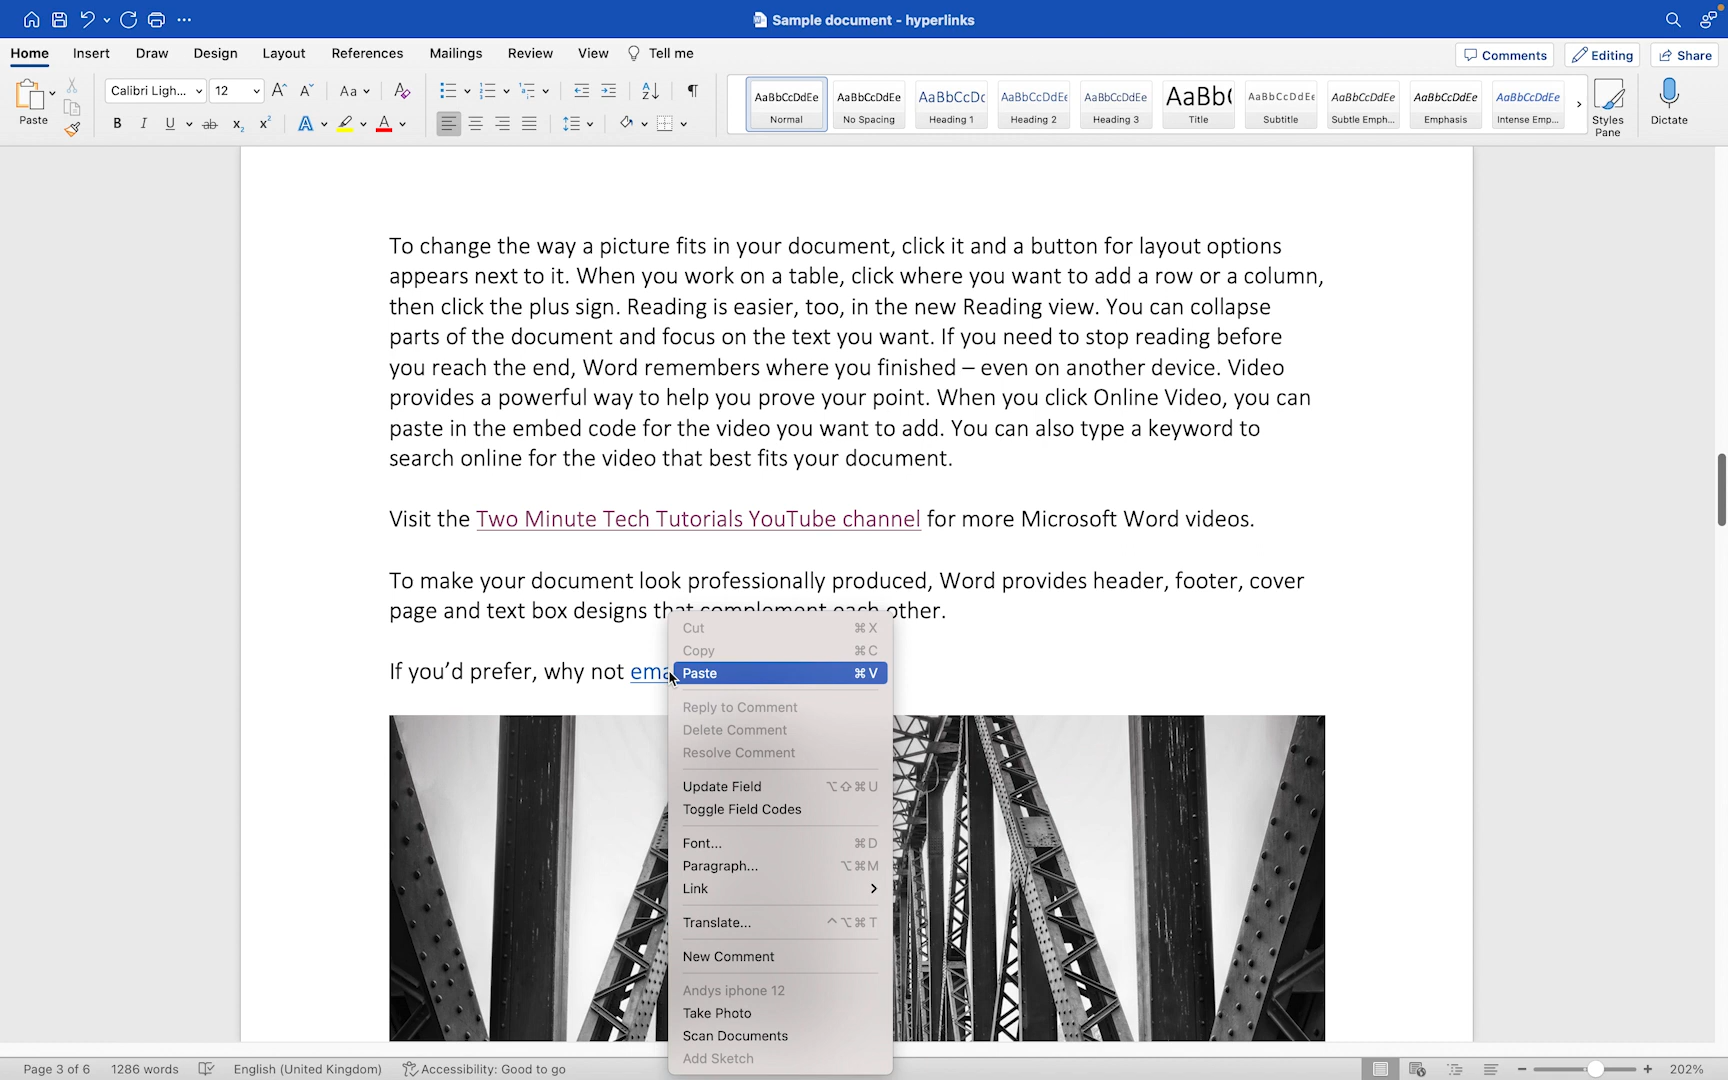 Sample document - hyperlinks
Home Insert Draw Design Layout References Mailings Review View Tell me
Comments Editing Share
Paste
Calibri Ligh... 12
AaBbCcDdEe AaBbCcDdEe AaBbCcDc AaBbCcDdEe AaBbCcDdEe AaBb( AaBbCcDdEe AaBbCcDdEe AaBbCcDdEe AaBbCcDdEe
Normal No Spacing Heading 1 Heading 2 Heading 3 Title Subtitle Subtle Emph... Emphasis Intense Emp...
Styles
Pane
Dictate
To change the way a picture fits in your document, click it and a button for layout options
appears next to it. When you work on a table, click where you want to add a row or a column,
then click the plus sign. Reading is easier, too, in the new Reading view. You can collapse
parts of the document and focus on the text you want. If you need to stop reading before
you reach the end, Word remembers where you finished – even on another device. Video
provides a powerful way to help you prove your point. When you click Online Video, you can
paste in the embed code for the video you want to add. You can also type a keyword to
search online for the video that best fits your document.
Visit the Two Minute Tech Tutorials YouTube channel for more Microsoft Word videos.
To make your document look professionally produced, Word provides header, footer, cover
page and text box designs that complement each other.
If you'd prefer, why not ema
Cut ⌘X
Copy ⌘C
Paste ⌘V
Reply to Comment
Delete Comment
Resolve Comment
Update Field ⌥⇧⌘U
Toggle Field Codes
Font... ⌘D
Paragraph... ⌥⌘M
Link
Translate... ^⌥⌘T
New Comment
Andys iphone 12
Take Photo
Scan Documents
Add Sketch
Page 3 of 6 1286 words English (United Kingdom) Accessibility: Good to go 202%